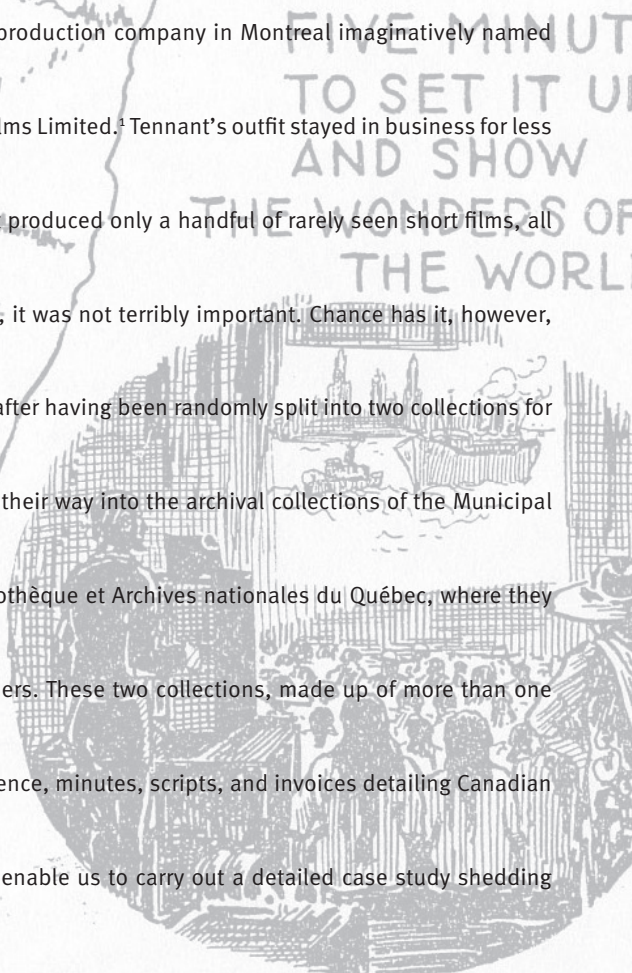 production company in Montreal imaginatively named
FIVE MINUT
TO SET IT U
lms Limited.¹ Tennant’s outfit stayed in business for less
AND SHOW
produced only a handful of rarely seen short films, all
THE WONDERS OF
THE WORL
, it was not terribly important. Chance has it, however,
after having been randomly split into two collections for
their way into the archival collections of the Municipal
othèque et Archives nationales du Québec, where they
ers. These two collections, made up of more than one
ence, minutes, scripts, and invoices detailing Canadian
enable us to carry out a detailed case study shedding